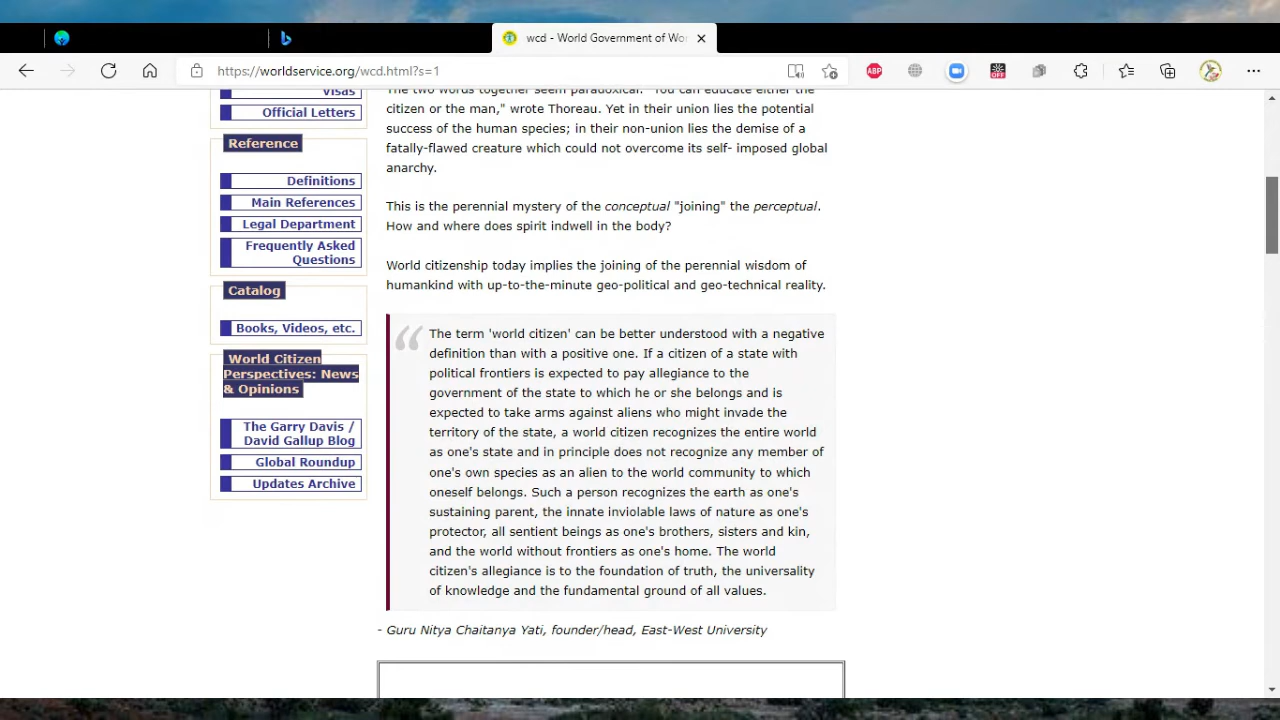 wcd - World Government of Wo
https://worldservice.org/wcd.html?s=1
ABP
OFF
Visas
Official Letters
Reference
Definitions
Main References
Legal Department
Frequently Asked
Questions
Catalog
Books, Videos, etc.
World Citizen
Perspectives: News
& Opinions
The Garry Davis /
David Gallup Blog
Global Roundup
Updates Archive
The two words together seem paradoxical. "You can educate either the
citizen or the man," wrote Thoreau. Yet in their union lies the potential
success of the human species; in their non-union lies the demise of a
fatally-flawed creature which could not overcome its self- imposed global
anarchy.
This is the perennial mystery of the conceptual "joining" the perceptual.
How and where does spirit indwell in the body?
World citizenship today implies the joining of the perennial wisdom of
humankind with up-to-the-minute geo-political and geo-technical reality.
“ The term 'world citizen' can be better understood with a negative
definition than with a positive one. If a citizen of a state with
political frontiers is expected to pay allegiance to the
government of the state to which he or she belongs and is
expected to take arms against aliens who might invade the
territory of the state, a world citizen recognizes the entire world
as one's state and in principle does not recognize any member of
one's own species as an alien to the world community to which
oneself belongs. Such a person recognizes the earth as one's
sustaining parent, the innate inviolable laws of nature as one's
protector, all sentient beings as one's brothers, sisters and kin,
and the world without frontiers as one's home. The world
citizen's allegiance is to the foundation of truth, the universality
of knowledge and the fundamental ground of all values.
- Guru Nitya Chaitanya Yati, founder/head, East-West University